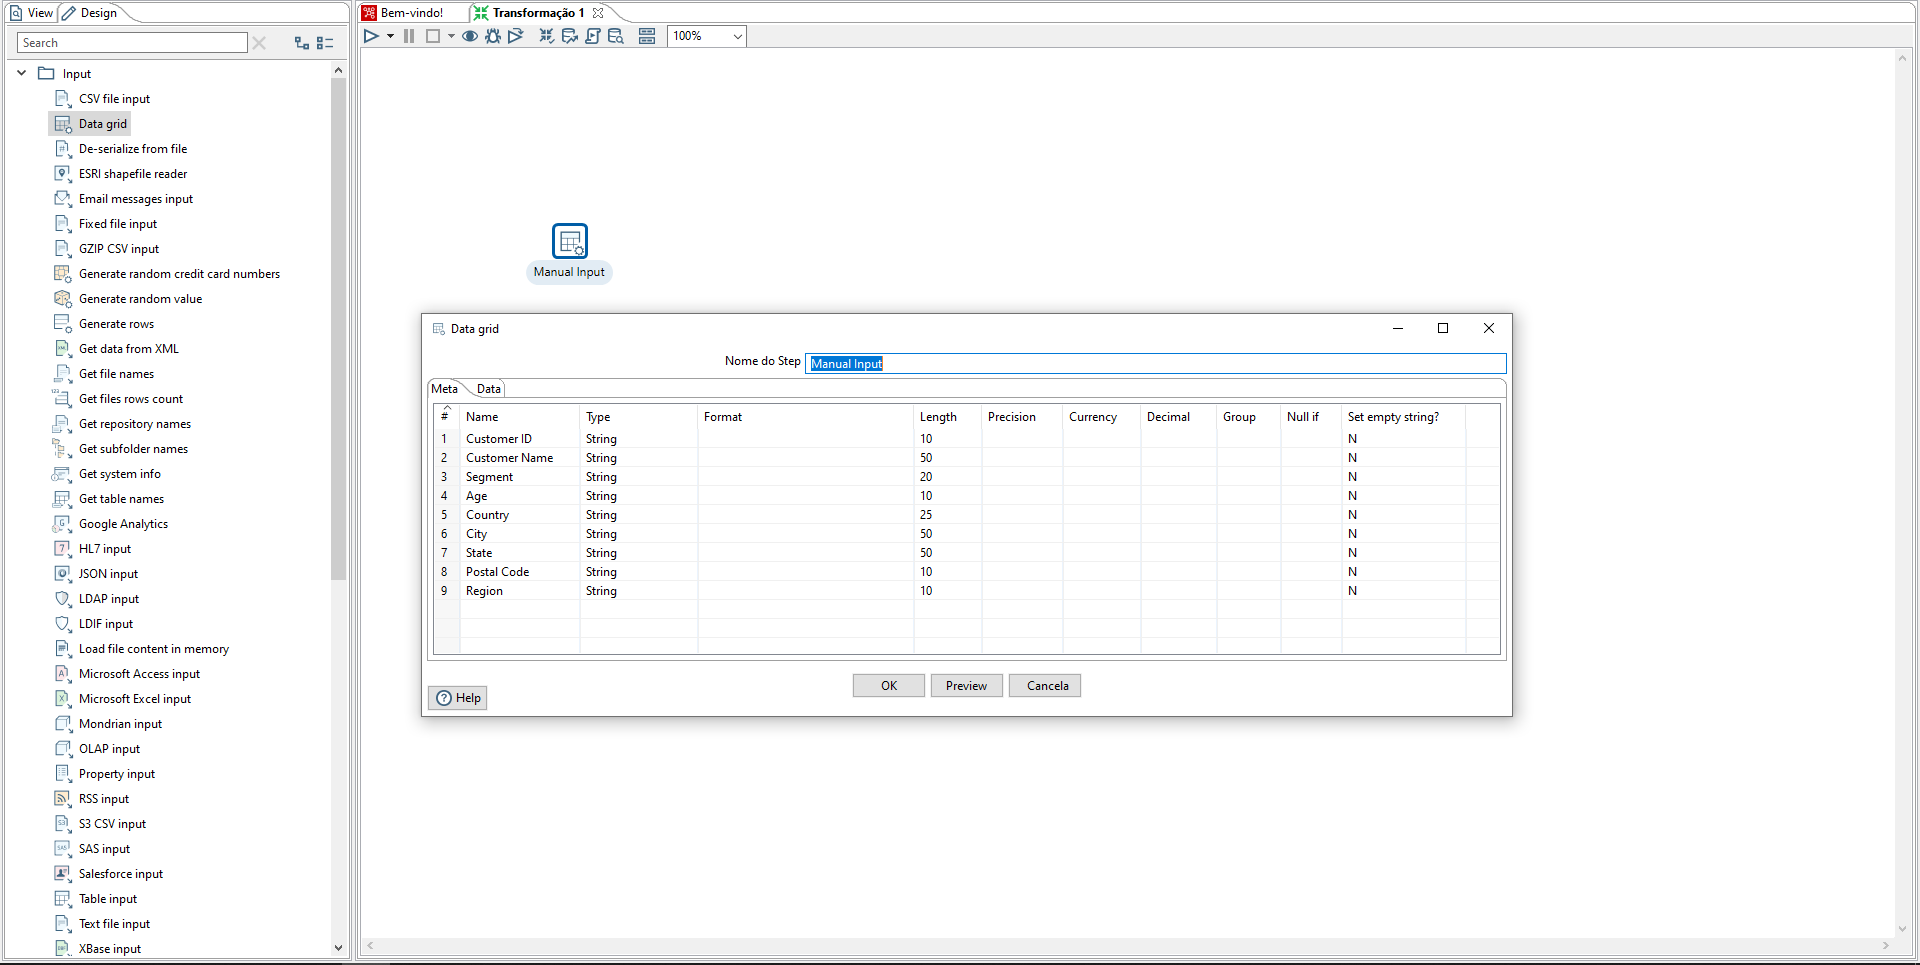 View Design
Bem-vindo! Transformação 1
Search
100%
Input
CSV file input
Data grid
De-serialize from file
ESRI shapefile reader
Email messages input
Fixed file input
GZIP CSV input
Generate random credit card numbers
Generate random value
Generate rows
Get data from XML
Get file names
Get files rows count
Get repository names
Get subfolder names
Get system info
Get table names
Google Analytics
HL7 input
JSON input
LDAP input
LDIF input
Load file content in memory
Microsoft Access input
Microsoft Excel input
Mondrian input
OLAP input
Property input
RSS input
S3 CSV input
SAS input
Salesforce input
Table input
Text file input
XBase input
Manual Input
Data grid
Nome do Step Manual Input
Meta Data
# Name Type Format Length Precision Currency Decimal Group Null if Set empty string?
1 Customer ID String 10 N
2 Customer Name String 50 N
3 Segment String 20 N
4 Age String 10 N
5 Country String 25 N
6 City String 50 N
7 State String 50 N
8 Postal Code String 10 N
9 Region String 10 N
OK Preview Cancela
Help